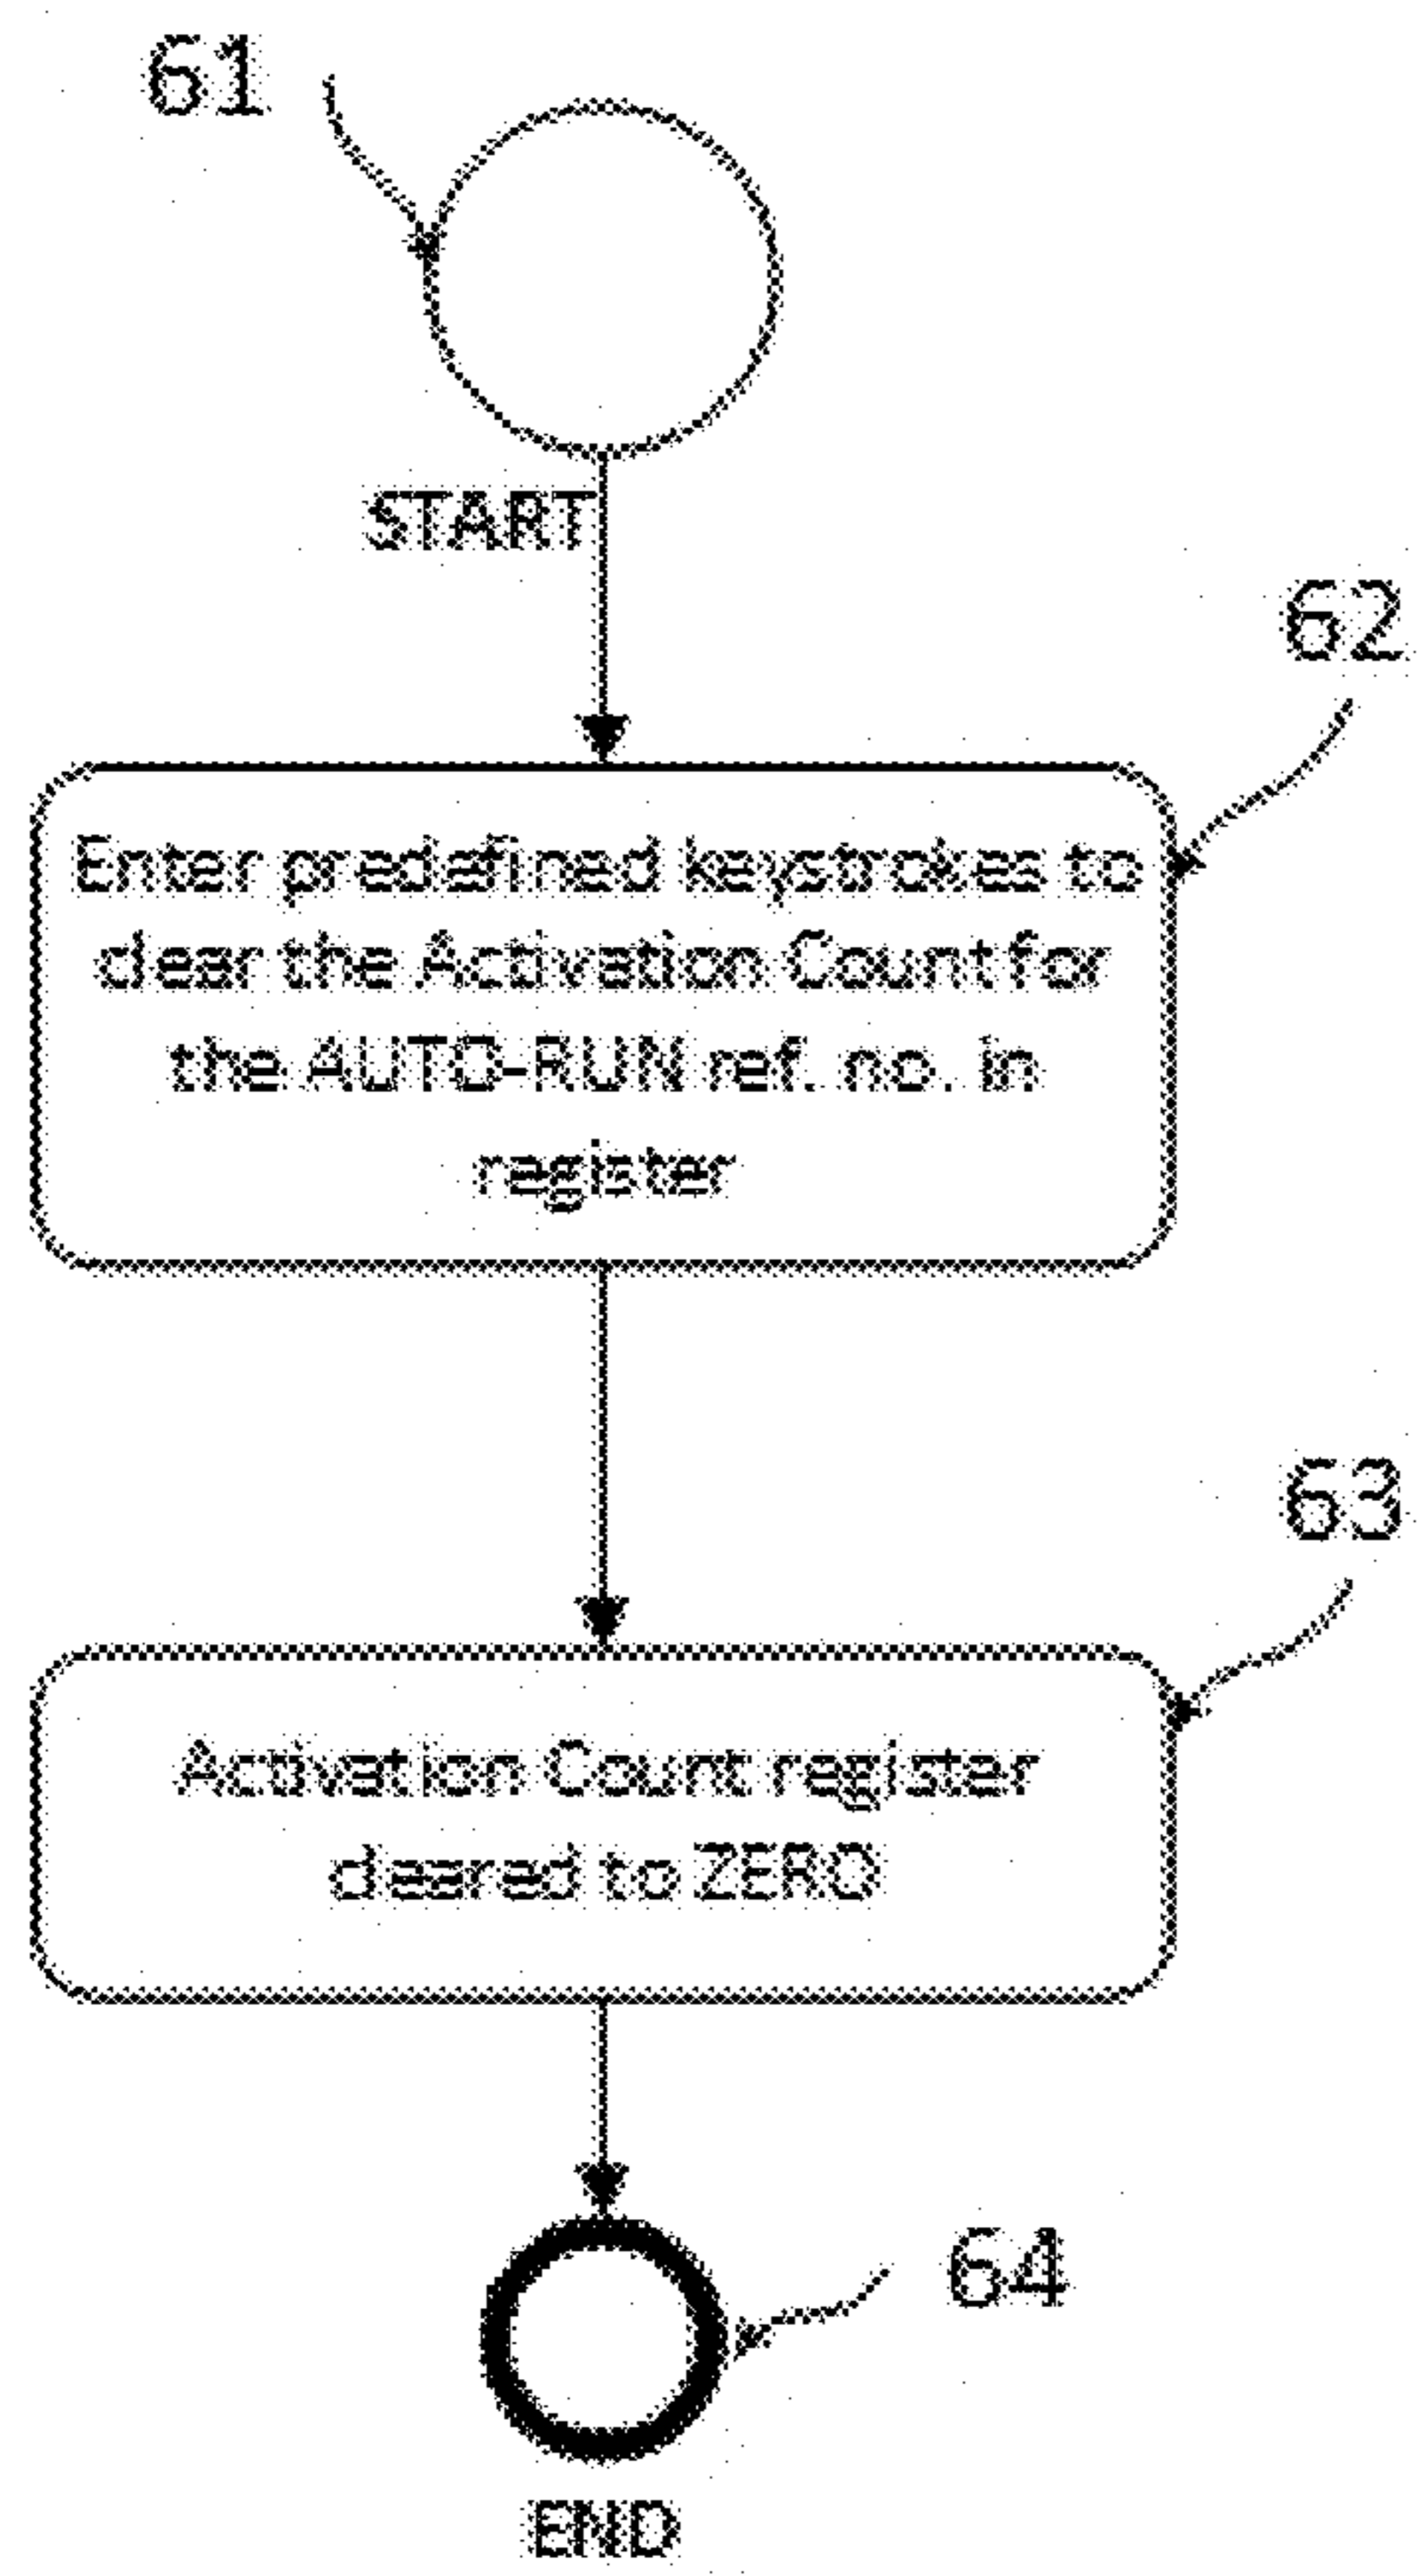 61
START
62
Enter predefined keystrokes to
clear the Activation Count for
the AUTO-RUN ref. no. in
register
63
Activation Count register
cleared to ZERO
64
END